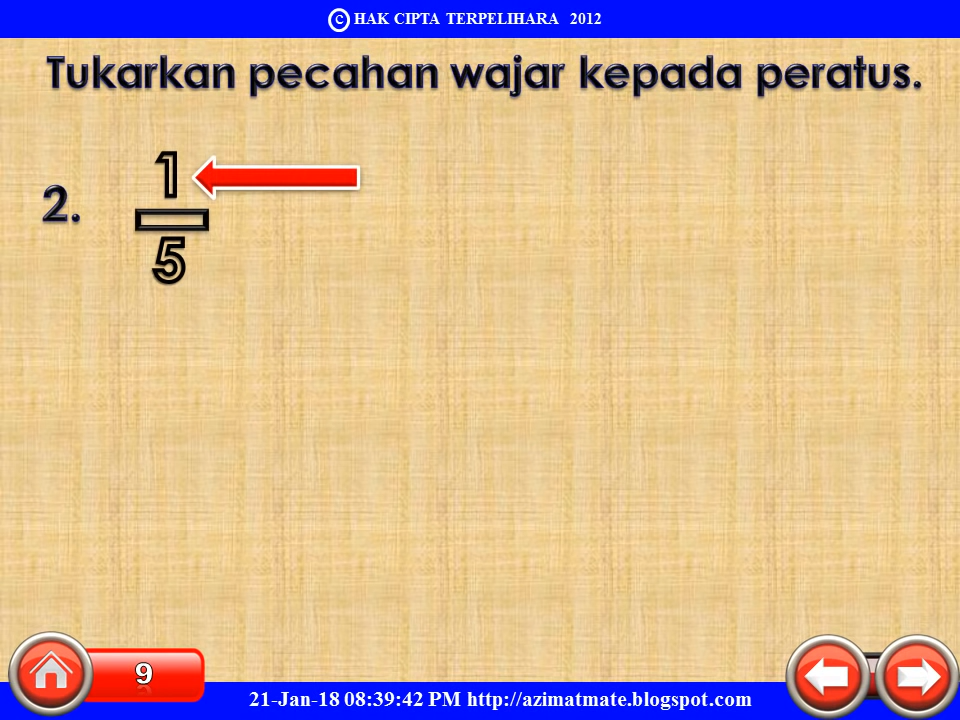 C HAK CIPTA TERPELIHARA 2012
Tukarkan pecahan wajar kepada peratus.
2.
1
5
9
21-Jan-18 08:39:42 PM http://azimatmate.blogspot.com